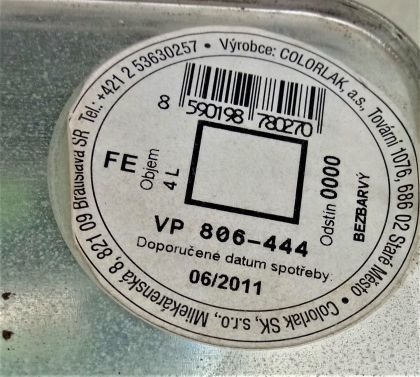 • Výrobce: COLORLAK, a.s., Tovární 1076, 686 02 Staré Město • Colorlak SK, s.r.o., Mliekárenská 8, 821 09 Bratislava SR Tel.: +421 2 53630257
8 590198 780270
FE
Objem
4 L
Odstín 0000
BEZBARVÝ
VP 806-444
Doporučené datum spotřeby:
06/2011